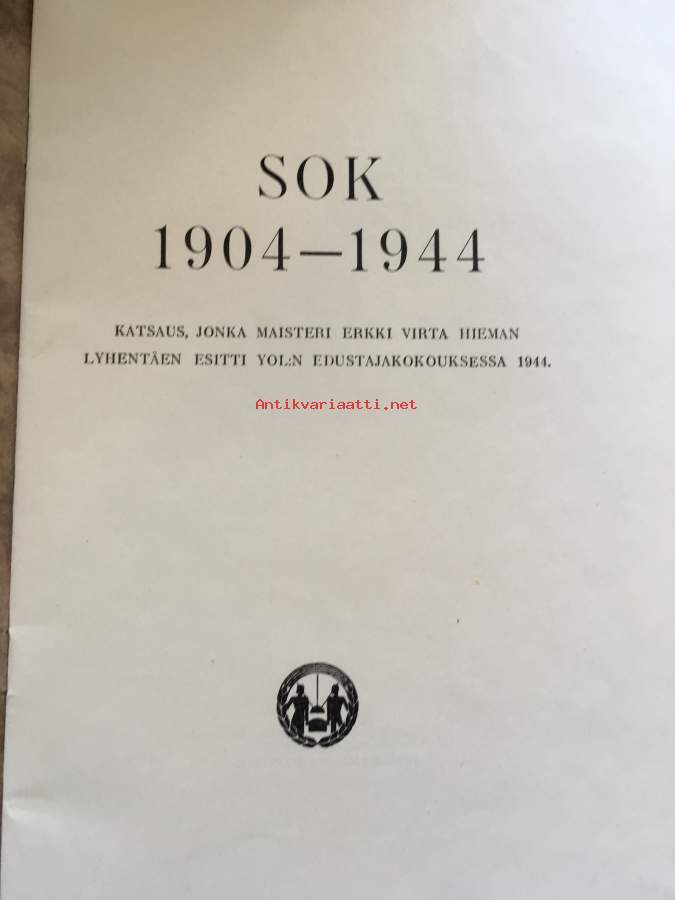 SOK
1904—1944
KATSAUS, JONKA MAISTERI ERKKI VIRTA HIEMAN
LYHENTÄEN ESITTI YOL:N EDUSTAJAKOKOUKSESSA 1944.
Antikvariaatti.net